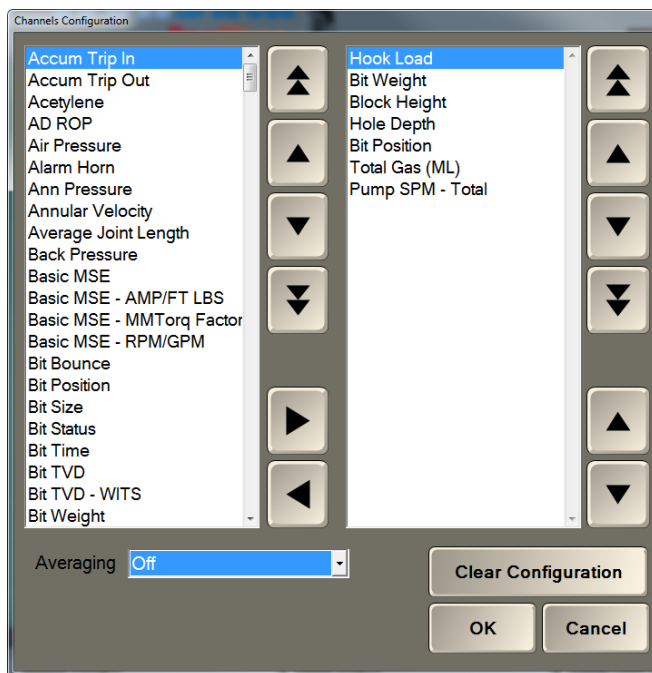 Channels Configuration
Accum Trip In
Accum Trip Out
Acetylene
AD ROP
Air Pressure
Alarm Horn
Ann Pressure
Annular Velocity
Average Joint Length
Back Pressure
Basic MSE
Basic MSE - AMP/FT LBS
Basic MSE - MMTorq Factor
Basic MSE - RPM/GPM
Bit Bounce
Bit Position
Bit Size
Bit Status
Bit Time
Bit TVD
Bit TVD - WITS
Bit Weight
Hook Load
Bit Weight
Block Height
Hole Depth
Bit Position
Total Gas (ML)
Pump SPM - Total
Averaging
Off
Clear Configuration
OK
Cancel